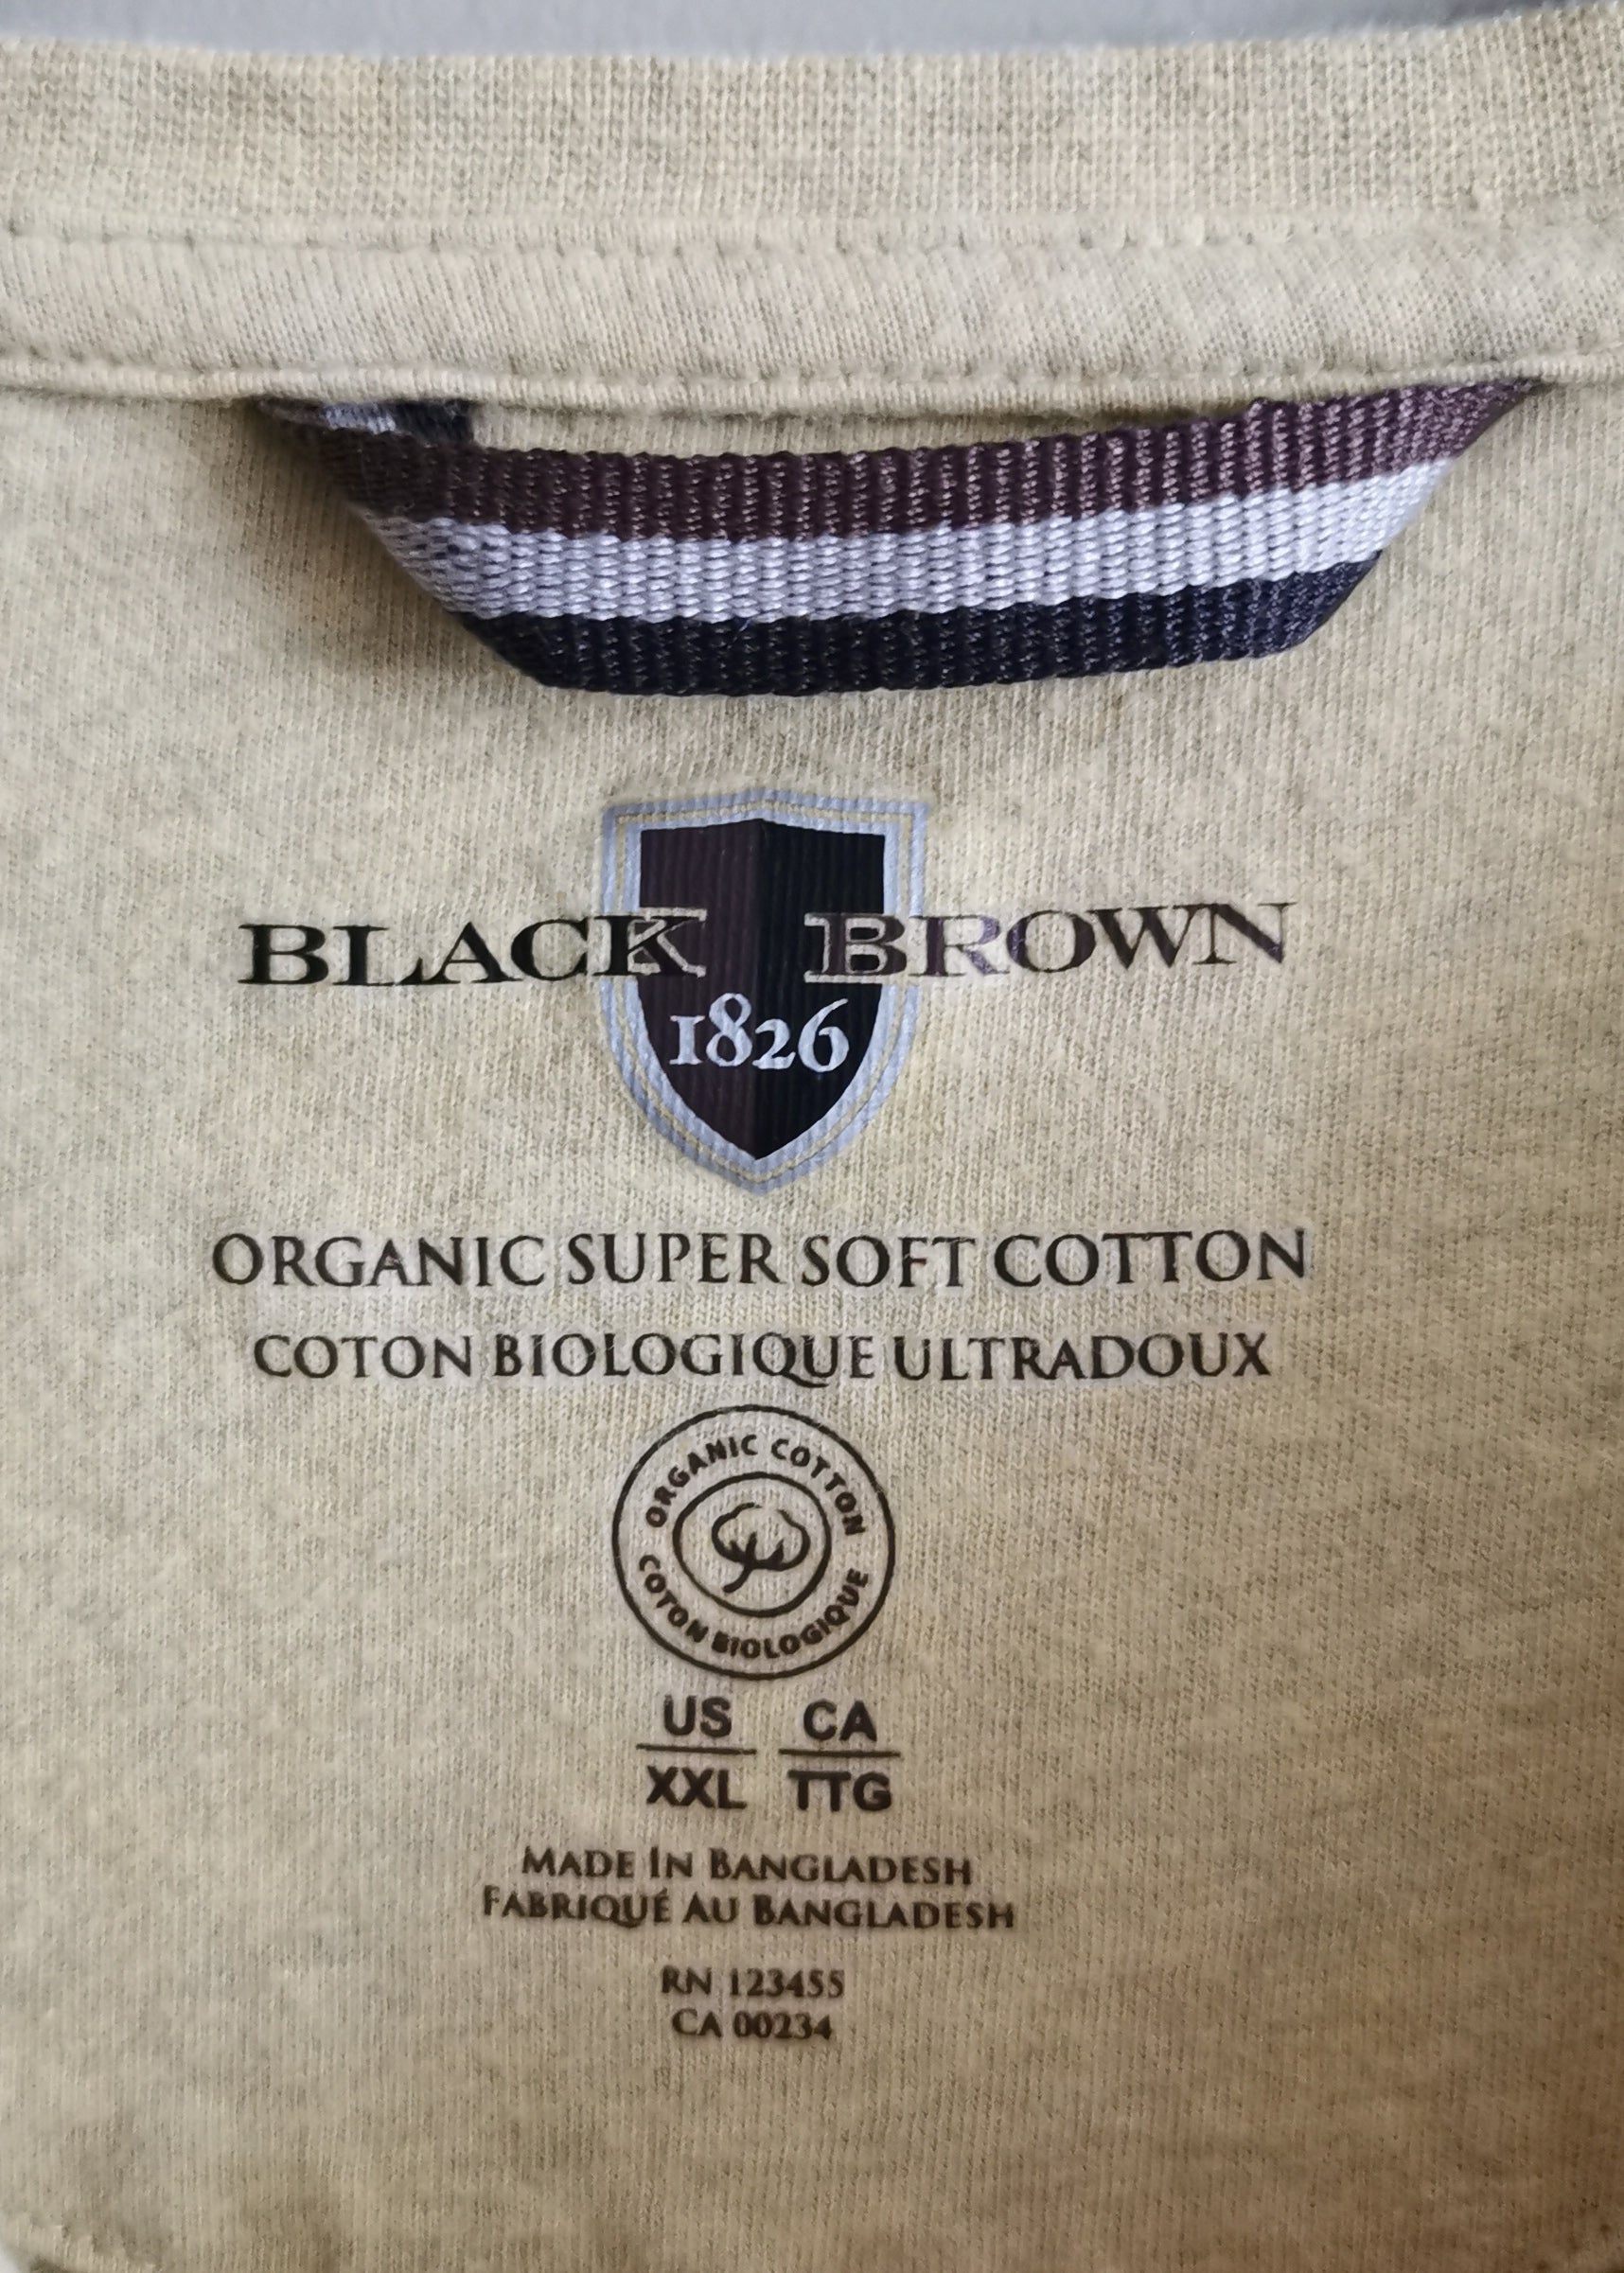 BLACK BROWN
1826
ORGANIC SUPER SOFT COTTON
COTON BIOLOGIQUE ULTRADOUX
ORGANIC COTTON
COTON BIOLOGIQUE
US CA
XXL TTG
MADE IN BANGLADESH
FABRIQUÉ AU BANGLADESH
RN 123455
CA 00234